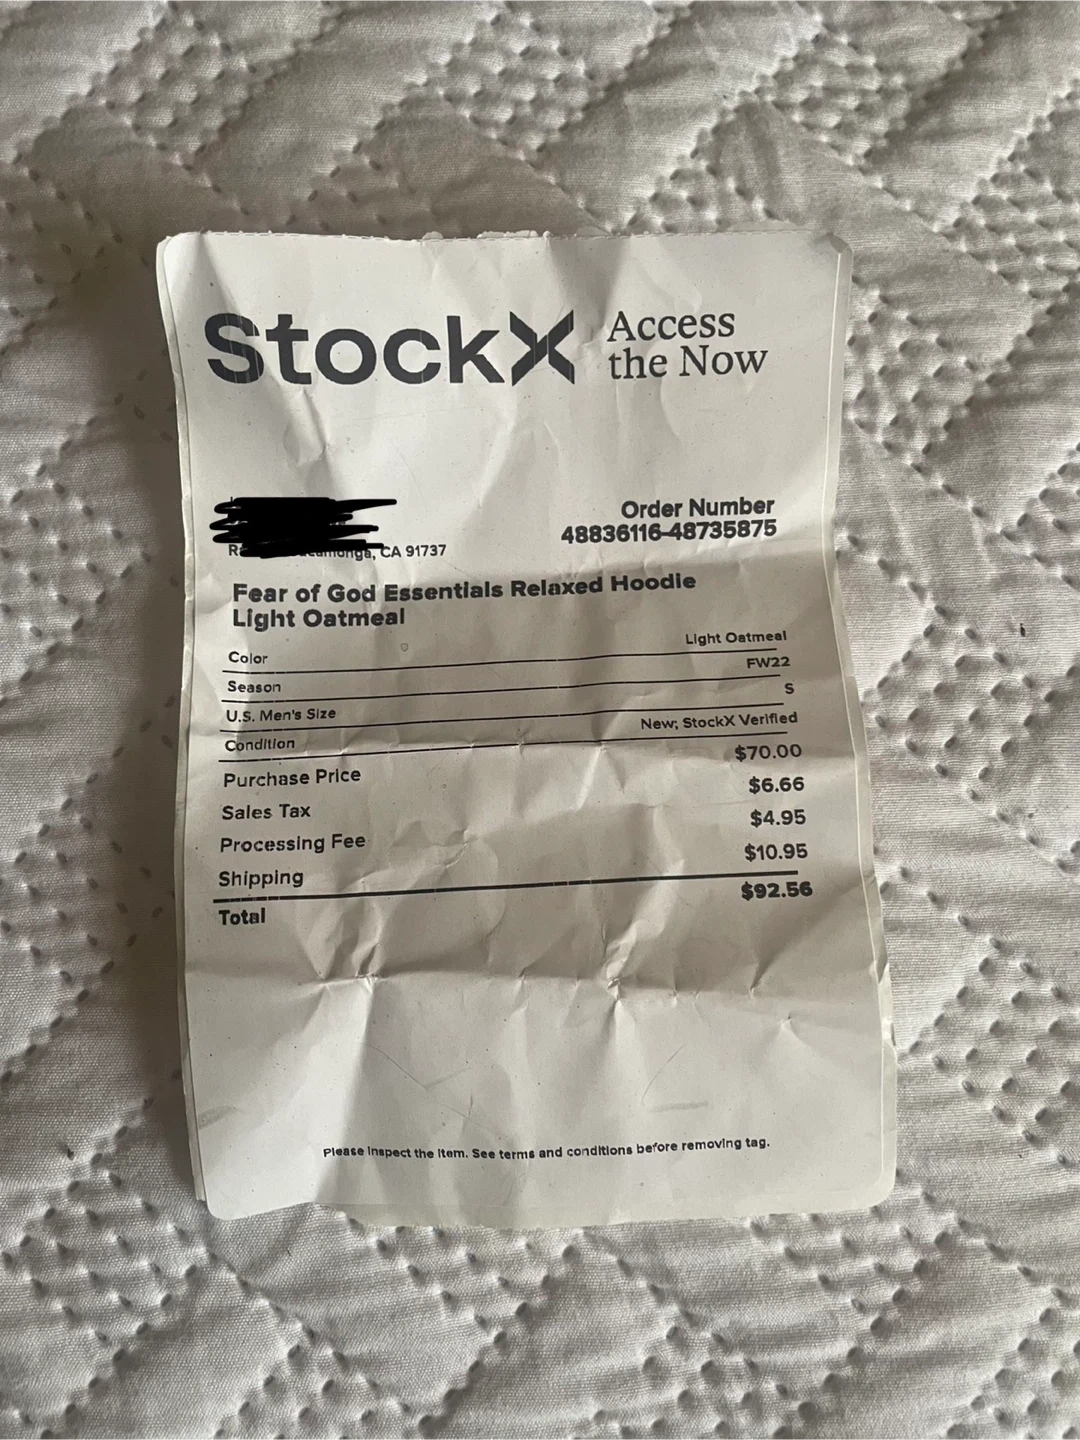 StockX Access
the Now
Order Number
48836116-48735875
CA 91737
Fear of God Essentials Relaxed Hoodie
Light Oatmeal
Color Light Oatmeal
Season FW22
U.S. Men's Size S
Condition New; StockX Verified
Purchase Price $70.00
Sales Tax $6.66
Processing Fee $4.95
Shipping $10.95
Total $92.56
Please inspect the item. See terms and conditions before removing tag.